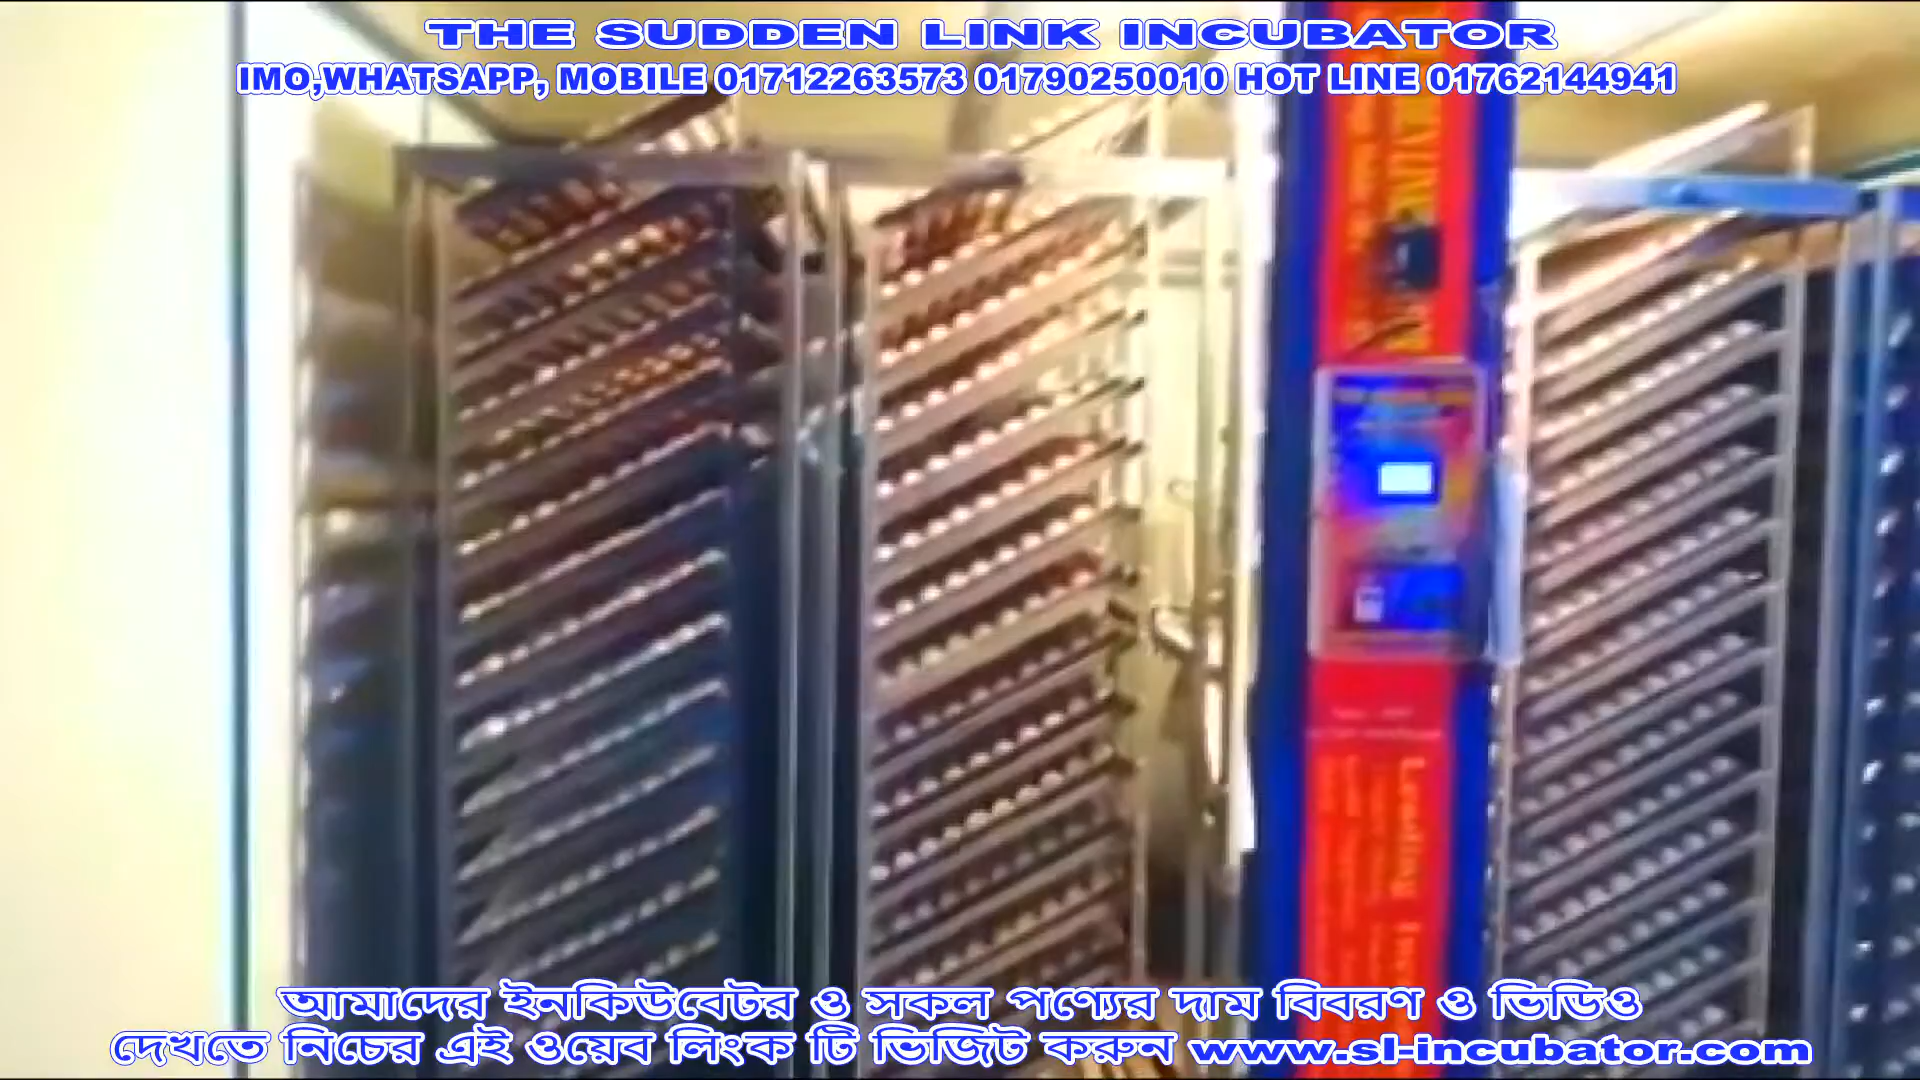 THE SUDDEN LINK INCUBATOR
IMO,WHATSAPP, MOBILE 01712263573 01790250010 HOT LINE 01762144941
আমাদের ইনকিউবেটর ও সকল পণ্যের দাম বিবরণ ও ভিডিও
দেখতে নিচের এই ওয়েব লিংক টি ভিজিট করুন www.sl-incubator.com